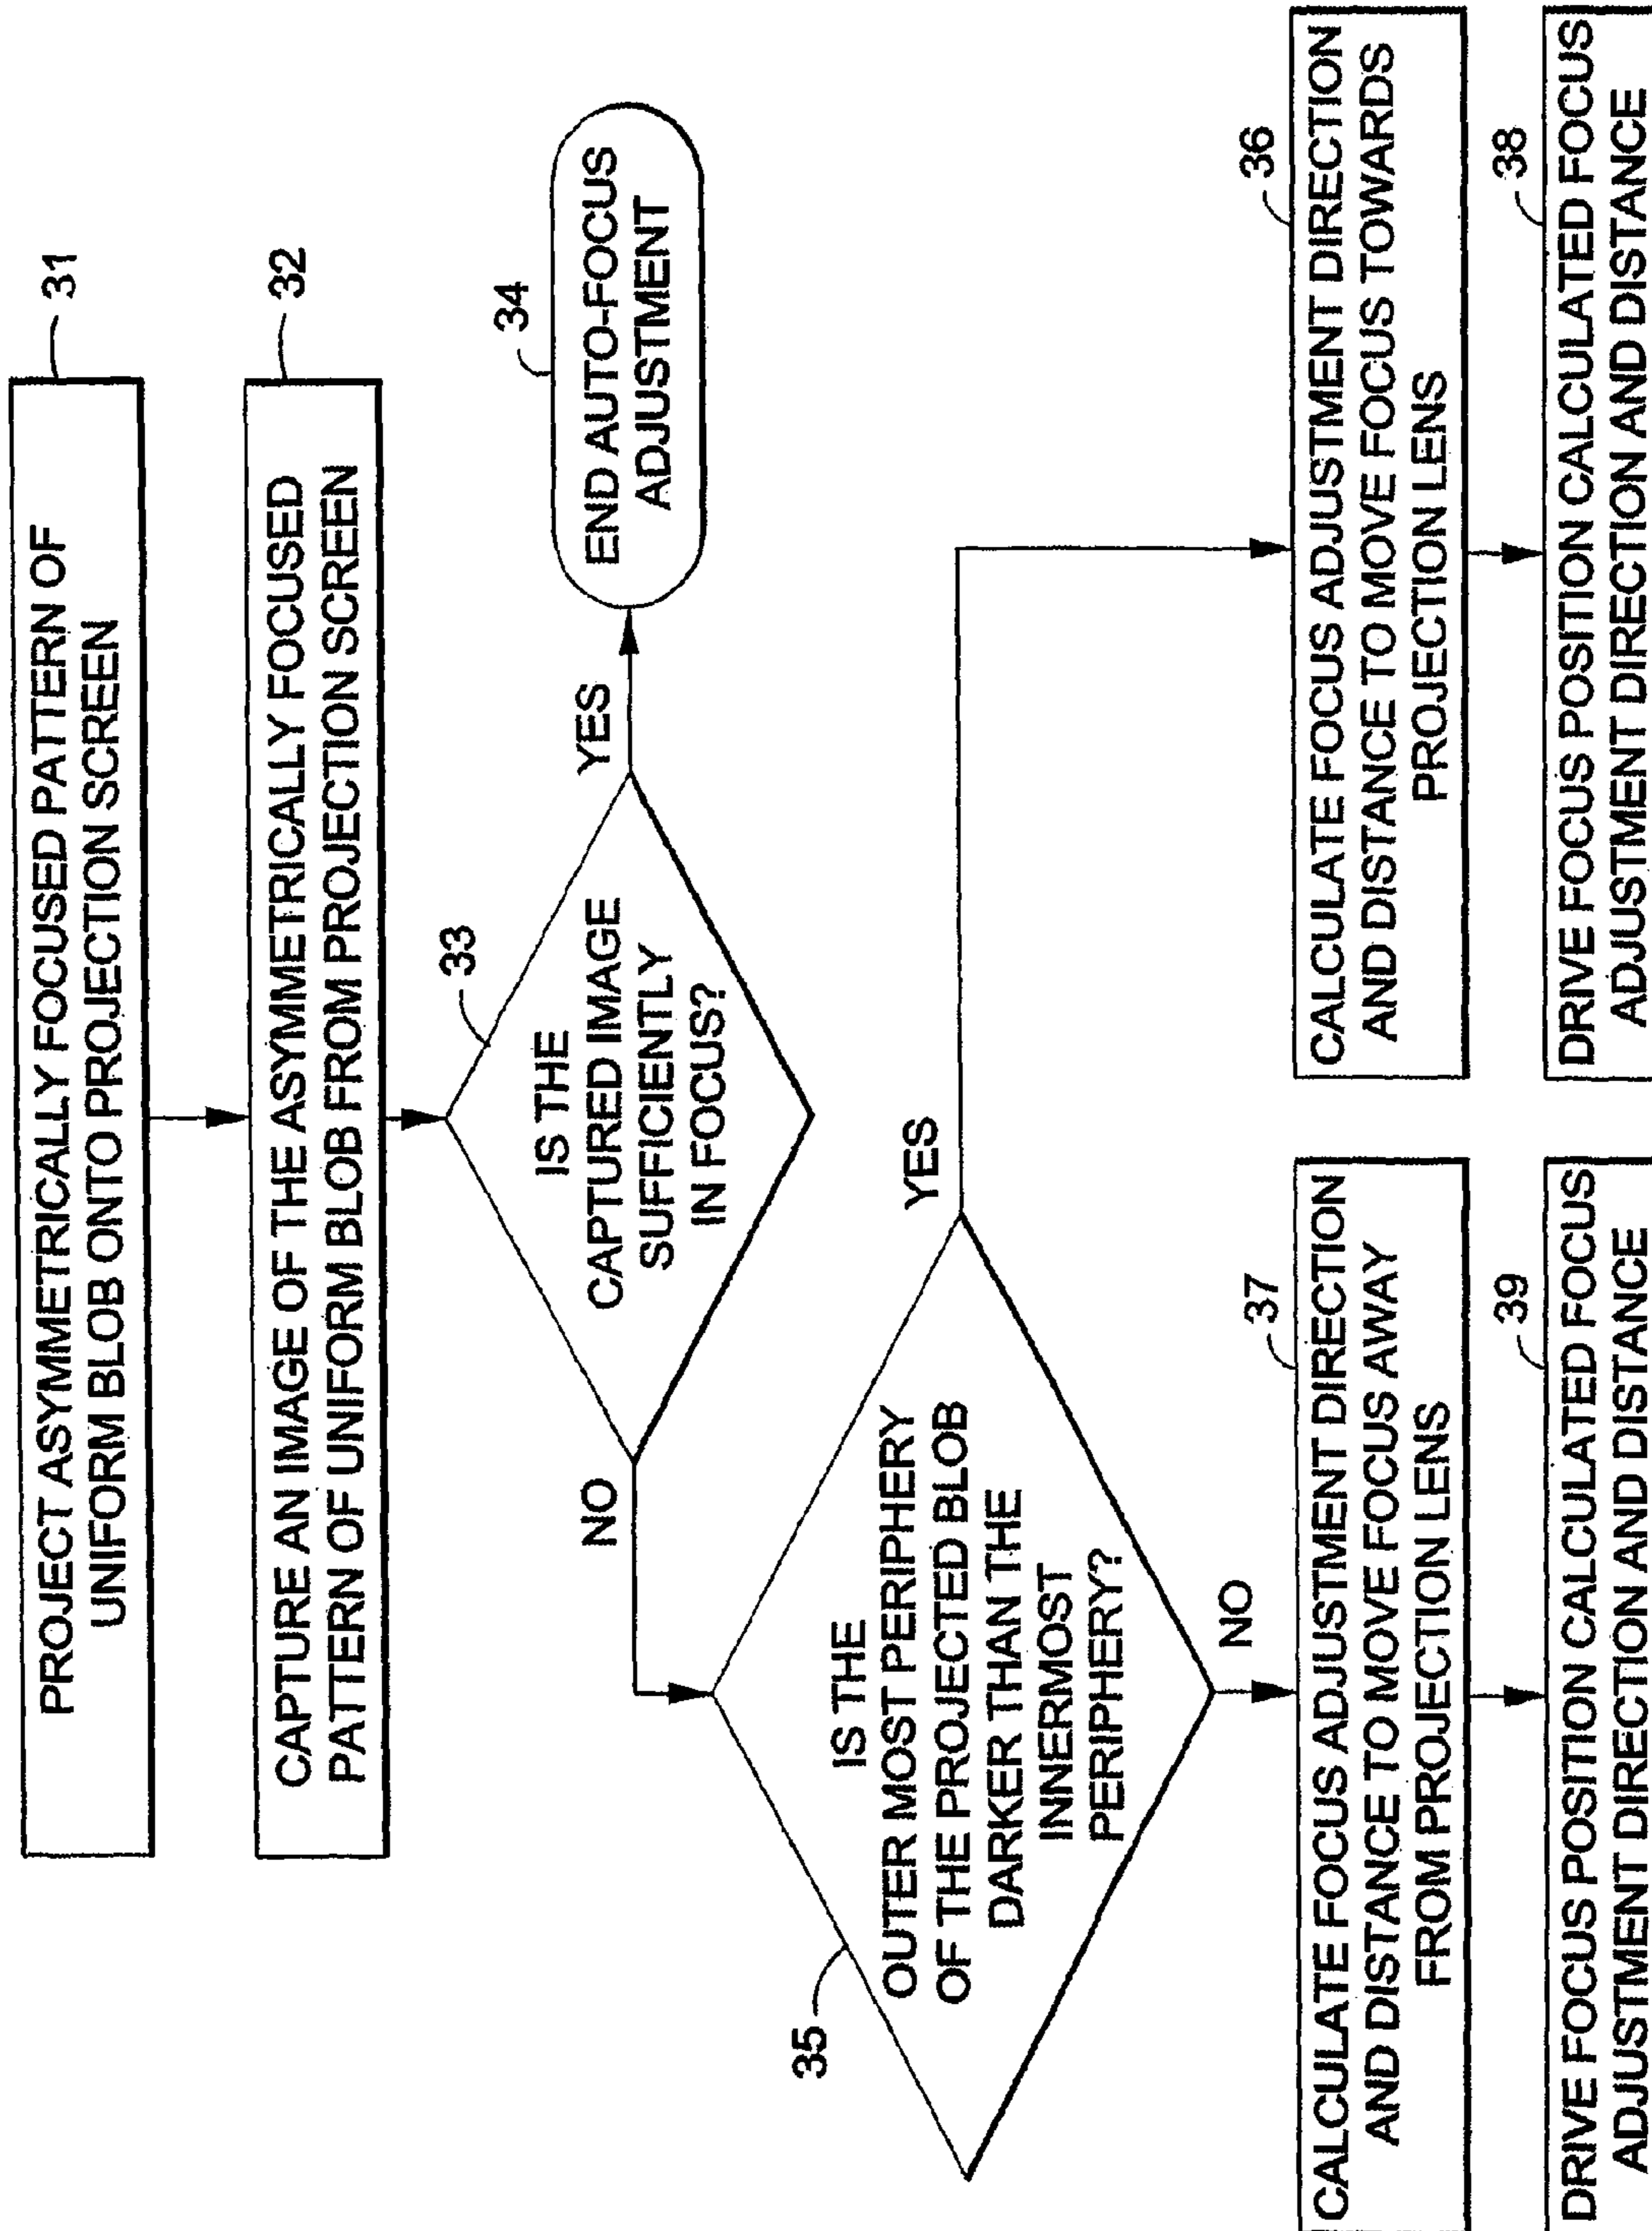 31
PROJECT ASYMMETRICALLY FOCUSED PATTERN OF
UNIFORM BLOB ONTO PROJECTION SCREEN
32
CAPTURE AN IMAGE OF THE ASYMMETRICALLY FOCUSED
PATTERN OF UNIFORM BLOB FROM PROJECTION SCREEN
33
IS THE
CAPTURED IMAGE
SUFFICIENTLY
IN FOCUS?
YES
34
END AUTO-FOCUS
ADJUSTMENT
NO
35
IS THE
OUTER MOST PERIPHERY
OF THE PROJECTED BLOB
DARKER THAN THE
INNERMOST
PERIPHERY?
YES
NO
37
CALCULATE FOCUS ADJUSTMENT DIRECTION
AND DISTANCE TO MOVE FOCUS AWAY
FROM PROJECTION LENS
36
CALCULATE FOCUS ADJUSTMENT DIRECTION
AND DISTANCE TO MOVE FOCUS TOWARDS
PROJECTION LENS
39
DRIVE FOCUS POSITION CALCULATED FOCUS
ADJUSTMENT DIRECTION AND DISTANCE
38
DRIVE FOCUS POSITION CALCULATED FOCUS
ADJUSTMENT DIRECTION AND DISTANCE